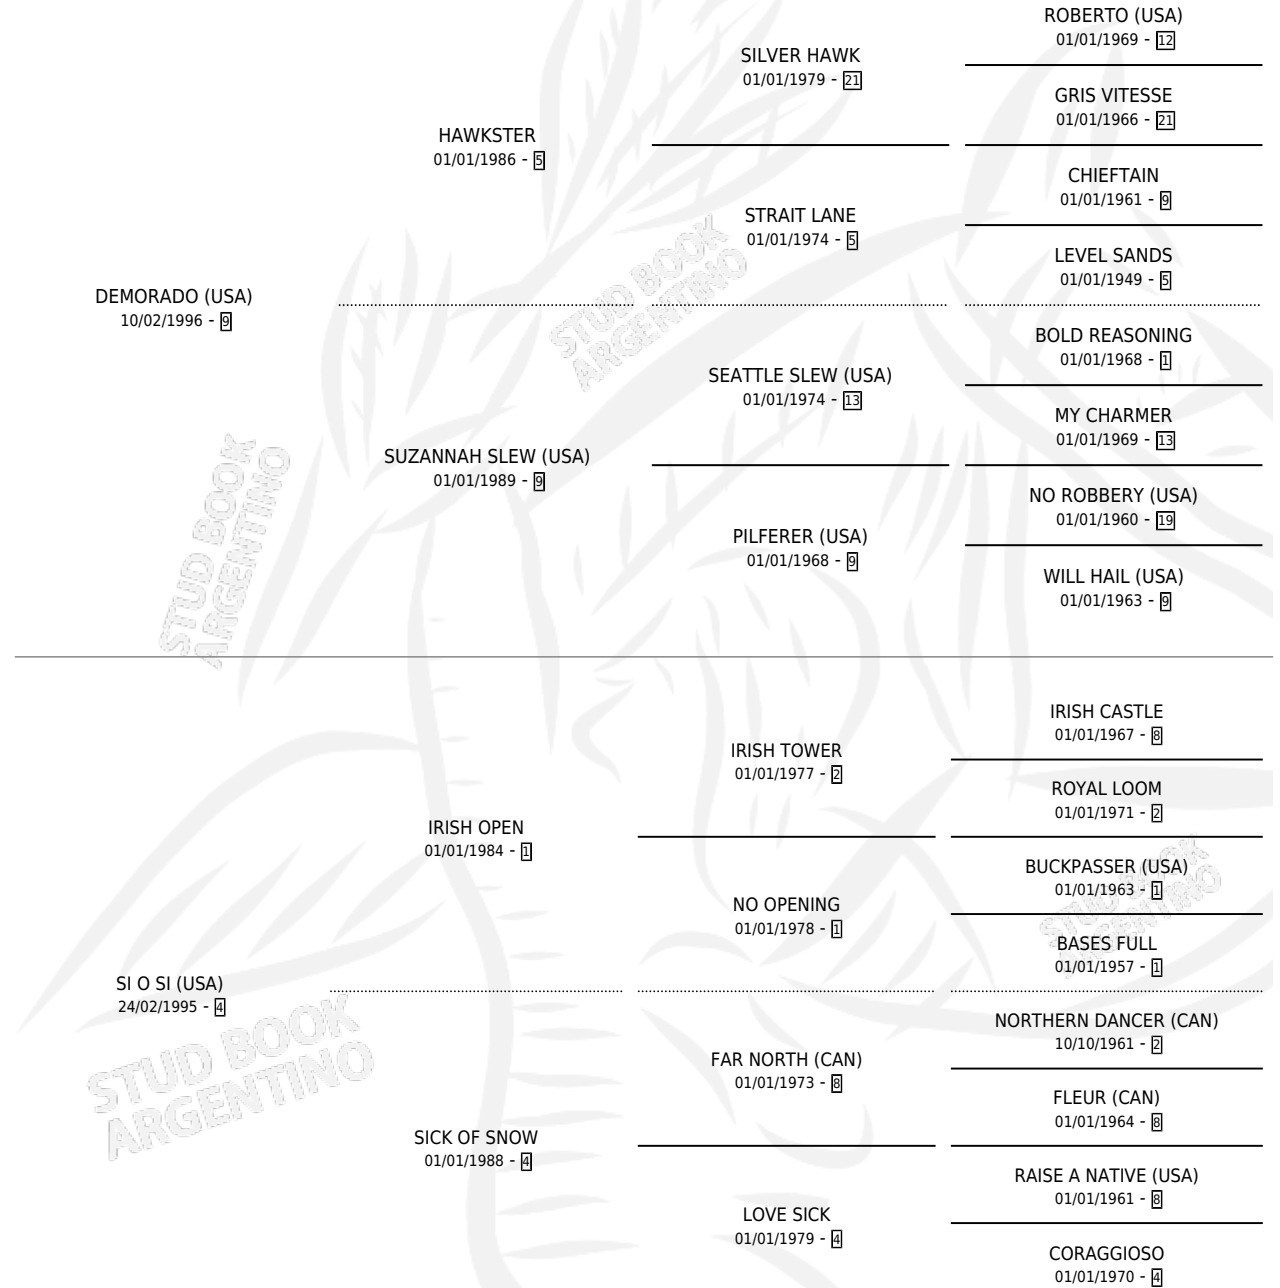 ROBERTO (USA)
01/01/1969 - 12
SILVER HAWK
01/01/1979 - 21
GRIS VITESSE
01/01/1966 - 21
HAWKSTER
01/01/1986 - 5
CHIEFTAIN
01/01/1961 - 9
STRAIT LANE
01/01/1974 - 5
LEVEL SANDS
01/01/1949 - 5
DEMORADO (USA)
10/02/1996 - 9
STUD BOOK
ARGENTINO
BOLD REASONING
01/01/1968 - 1
SEATTLE SLEW (USA)
01/01/1974 - 13
MY CHARMER
01/01/1969 - 13
SUZANNAH SLEW (USA)
01/01/1989 - 9
NO ROBBERY (USA)
01/01/1960 - 19
PILFERER (USA)
01/01/1968 - 9
WILL HAIL (USA)
01/01/1963 - 9
STUD BOOK
ARGENTINO
IRISH CASTLE
01/01/1967 - 8
IRISH TOWER
01/01/1977 - 2
ROYAL LOOM
01/01/1971 - 2
IRISH OPEN
01/01/1984 - 1
BUCKPASSER (USA)
01/01/1963 - 1
NO OPENING
01/01/1978 - 1
STUD BOOK
ARGENTINO
BASES FULL
01/01/1957 - 1
SI O SI (USA)
24/02/1995 - 4
NORTHERN DANCER (CAN)
10/10/1961 - 2
FAR NORTH (CAN)
01/01/1973 - 8
FLEUR (CAN)
01/01/1964 - 8
STUD BOOK
ARGENTINO
SICK OF SNOW
01/01/1988 - 4
RAISE A NATIVE (USA)
01/01/1961 - 8
LOVE SICK
01/01/1979 - 4
CORAGGIOSO
01/01/1970 - 4